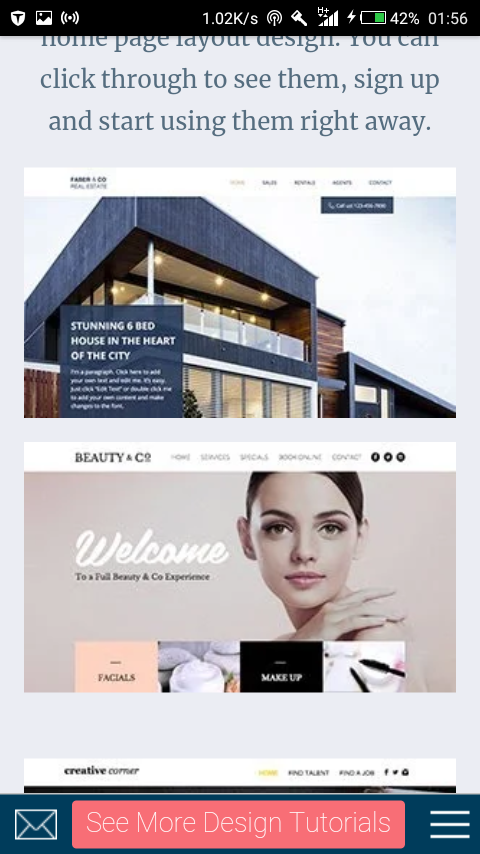 1.02K/s H+ 42% 01:56
home page layout design. You can
click through to see them, sign up
and start using them right away.
FABER & CO
REAL ESTATE
HOME SALES RENTALS AGENTS CONTACT
Call us: 123-456-7890
STUNNING 6 BED
HOUSE IN THE HEART
OF THE CITY
I'm a paragraph. Click here to add
your own text and edit me. It's easy.
Just click "Edit Text" or double click me
to add your own content and make
changes to the font.
BEAUTY & CO HOME SERVICES SPECIALS BOOK ONLINE CONTACT
Welcome
To a Full Beauty & Co Experience
FACIALS
MAKE UP
creative corner HOME FIND TALENT FIND A JOB
See More Design Tutorials